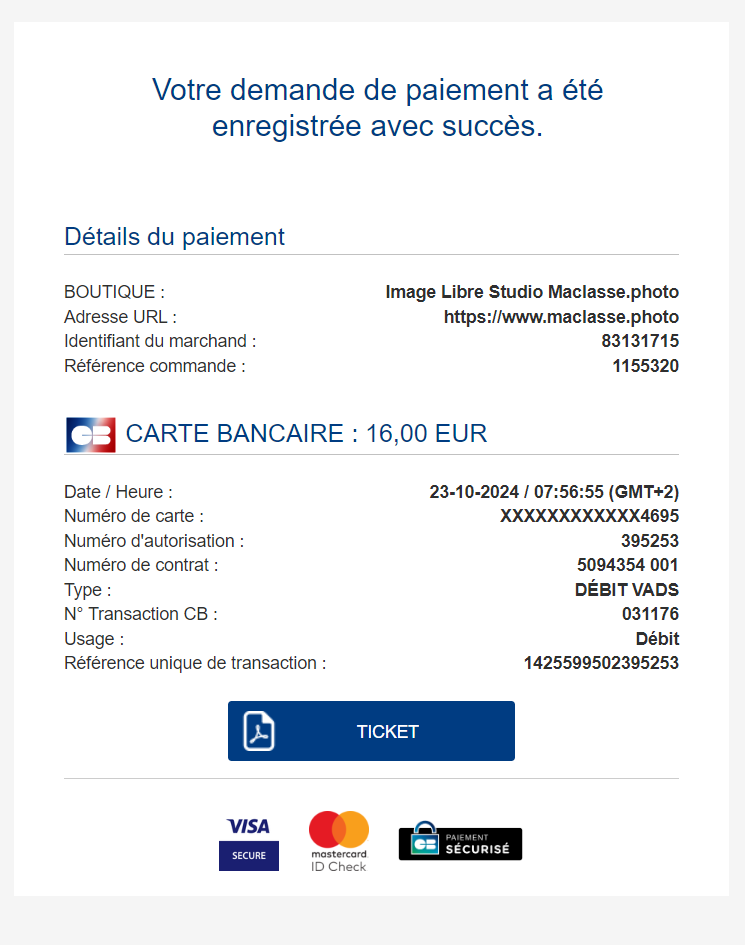 Votre demande de paiement a été
enregistrée avec succès.
Détails du paiement
BOUTIQUE : Image Libre Studio Maclasse.photo
Adresse URL : https://www.maclasse.photo
Identifiant du marchand : 83131715
Référence commande : 1155320
CB CARTE BANCAIRE : 16,00 EUR
Date / Heure : 23-10-2024 / 07:56:55 (GMT+2)
Numéro de carte : XXXXXXXXXXXX4695
Numéro d'autorisation : 395253
Numéro de contrat : 5094354 001
Type : DÉBIT VADS
N° Transaction CB : 031176
Usage : Débit
Référence unique de transaction : 1425599502395253
TICKET
VISA
SECURE
mastercard
ID Check
CB PAIEMENT
SÉCURISÉ